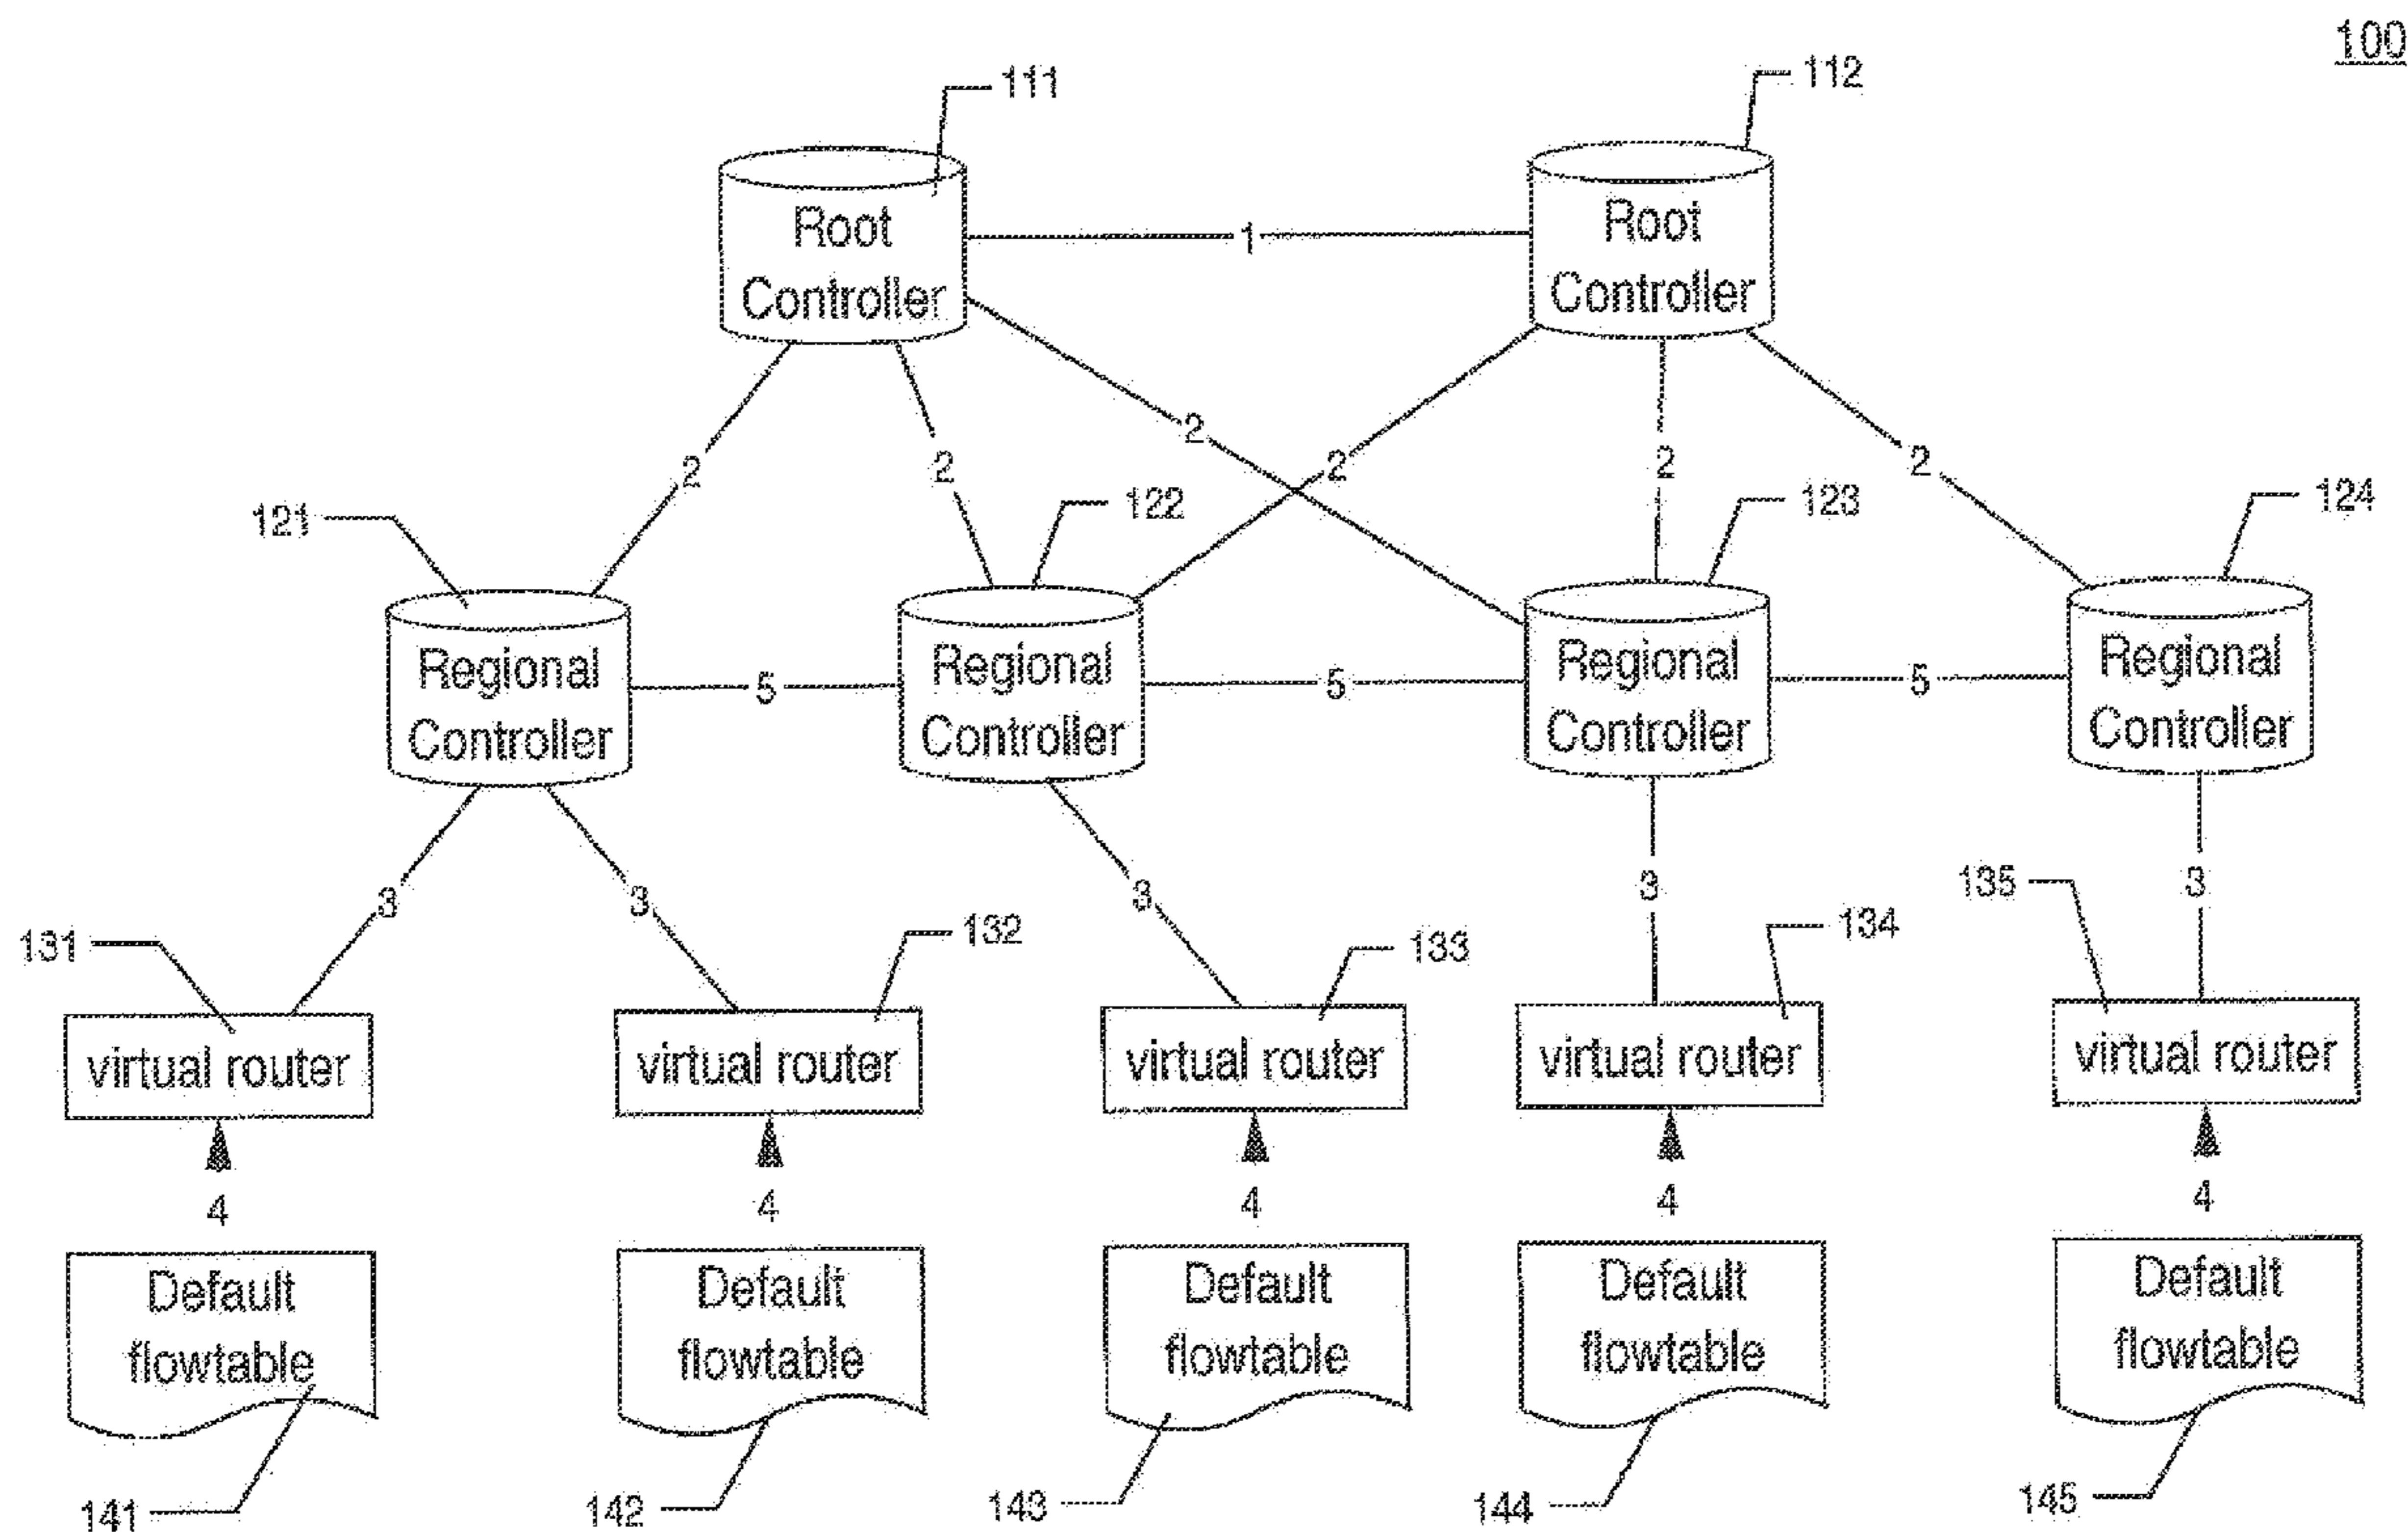 100
111
112
Root
Controller
Root
Controller
1
2
2
2
2
2
2
121
122
123
124
Regional
Controller
Regional
Controller
Regional
Controller
Regional
Controller
5
5
5
3
3
3
3
3
131
132
133
134
135
virtual router
virtual router
virtual router
virtual router
virtual router
4
4
4
4
4
Default
flowtable
Default
flowtable
Default
flowtable
Default
flowtable
Default
flowtable
141
142
143
144
145